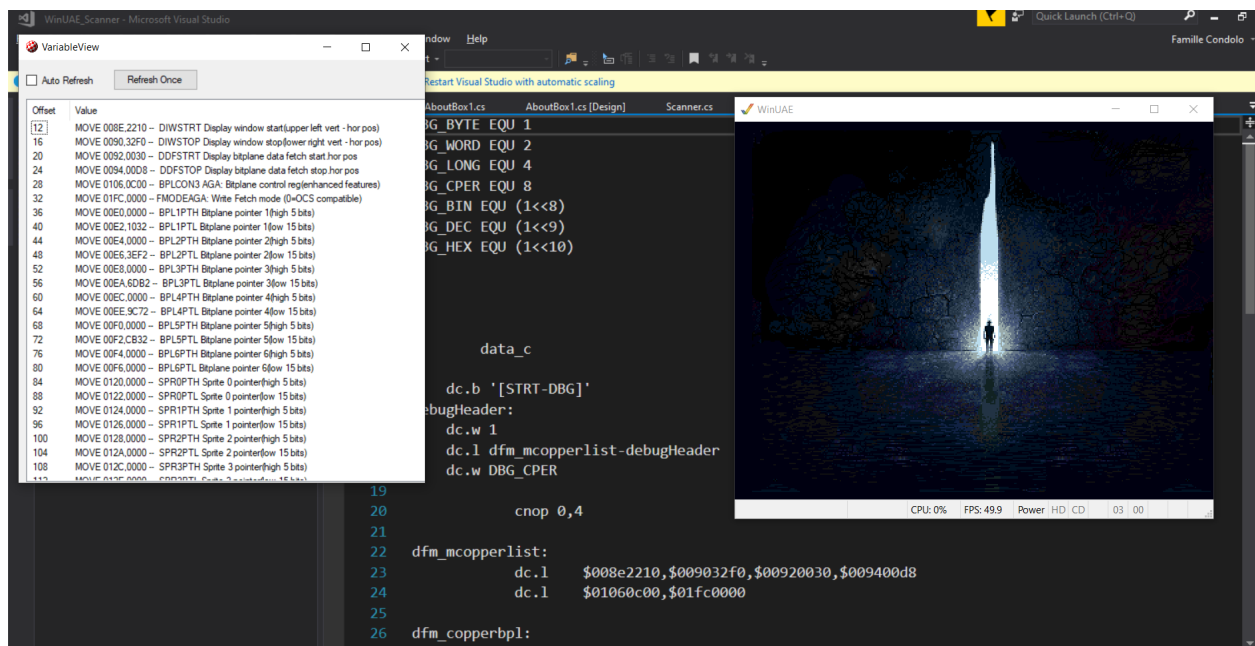 WinUAE_Scanner - Microsoft Visual Studio
Quick Launch (Ctrl+Q)
ndow Help
Famille Condolo
Restart Visual Studio with automatic scaling
AboutBox1.cs AboutBox1.cs [Design] Scanner.cs
VariableView
Auto Refresh Refresh Once
Offset Value
12 MOVE 008E,2210 -- DIWSTRT Display window start(upper left vert - hor pos)
16 MOVE 0090,32F0 -- DIWSTOP Display window stop(lower right vert - hor pos)
20 MOVE 0092,0030 -- DDFSTRT Display bitplane data fetch start.hor pos
24 MOVE 0094,00D8 -- DDFSTOP Display bitplane data fetch stop.hor pos
28 MOVE 0106,0C00 -- BPLCON3 AGA: Bitplane control reg(enhanced features)
32 MOVE 01FC,0000 -- FMODEAGA: Write Fetch mode (0=OCS compatible)
36 MOVE 00E0,0000 -- BPL1PTH Bitplane pointer 1(high 5 bits)
40 MOVE 00E2,1032 -- BPL1PTL Bitplane pointer 1(low 15 bits)
44 MOVE 00E4,0000 -- BPL2PTH Bitplane pointer 2(high 5 bits)
48 MOVE 00E6,3EF2 -- BPL2PTL Bitplane pointer 2(low 15 bits)
52 MOVE 00E8,0000 -- BPL3PTH Bitplane pointer 3(high 5 bits)
56 MOVE 00EA,6DB2 -- BPL3PTL Bitplane pointer 3(low 15 bits)
60 MOVE 00EC,0000 -- BPL4PTH Bitplane pointer 4(high 5 bits)
64 MOVE 00EE,9C72 -- BPL4PTL Bitplane pointer 4(low 15 bits)
68 MOVE 00F0,0000 -- BPL5PTH Bitplane pointer 5(high 5 bits)
72 MOVE 00F2,CB32 -- BPL5PTL Bitplane pointer 5(low 15 bits)
76 MOVE 00F4,0000 -- BPL6PTH Bitplane pointer 6(high 5 bits)
80 MOVE 00F6,0000 -- BPL6PTL Bitplane pointer 6(low 15 bits)
84 MOVE 0120,0000 -- SPR0PTH Sprite 0 pointer(high 5 bits)
88 MOVE 0122,0000 -- SPR0PTL Sprite 0 pointer(low 15 bits)
92 MOVE 0124,0000 -- SPR1PTH Sprite 1 pointer(high 5 bits)
96 MOVE 0126,0000 -- SPR1PTL Sprite 1 pointer(low 15 bits)
100 MOVE 0128,0000 -- SPR2PTH Sprite 2 pointer(high 5 bits)
104 MOVE 012A,0000 -- SPR2PTL Sprite 2 pointer(low 15 bits)
108 MOVE 012C,0000 -- SPR3PTH Sprite 3 pointer(high 5 bits)
112 MOVE 012E,0000 -- SPR3PTL Sprite 3 pointer(low 15 bits)
BG_BYTE EQU 1
BG_WORD EQU 2
BG_LONG EQU 4
BG_CPER EQU 8
BG_BIN EQU (1<<8)
BG_DEC EQU (1<<9)
BG_HEX EQU (1<<10)
data_c
dc.b '[STRT-DBG]'
ebugHeader:
dc.w 1
dc.l dfm_mcopperlist-debugHeader
dc.w DBG_CPER
19
20 cnop 0,4
21
22 dfm_mcopperlist:
23 dc.l $008e2210,$009032f0,$00920030,$009400d8
24 dc.l $01060c00,$01fc0000
25
26 dfm_copperbpl:
WinUAE
CPU: 0% FPS: 49.9 Power HD CD 03 00